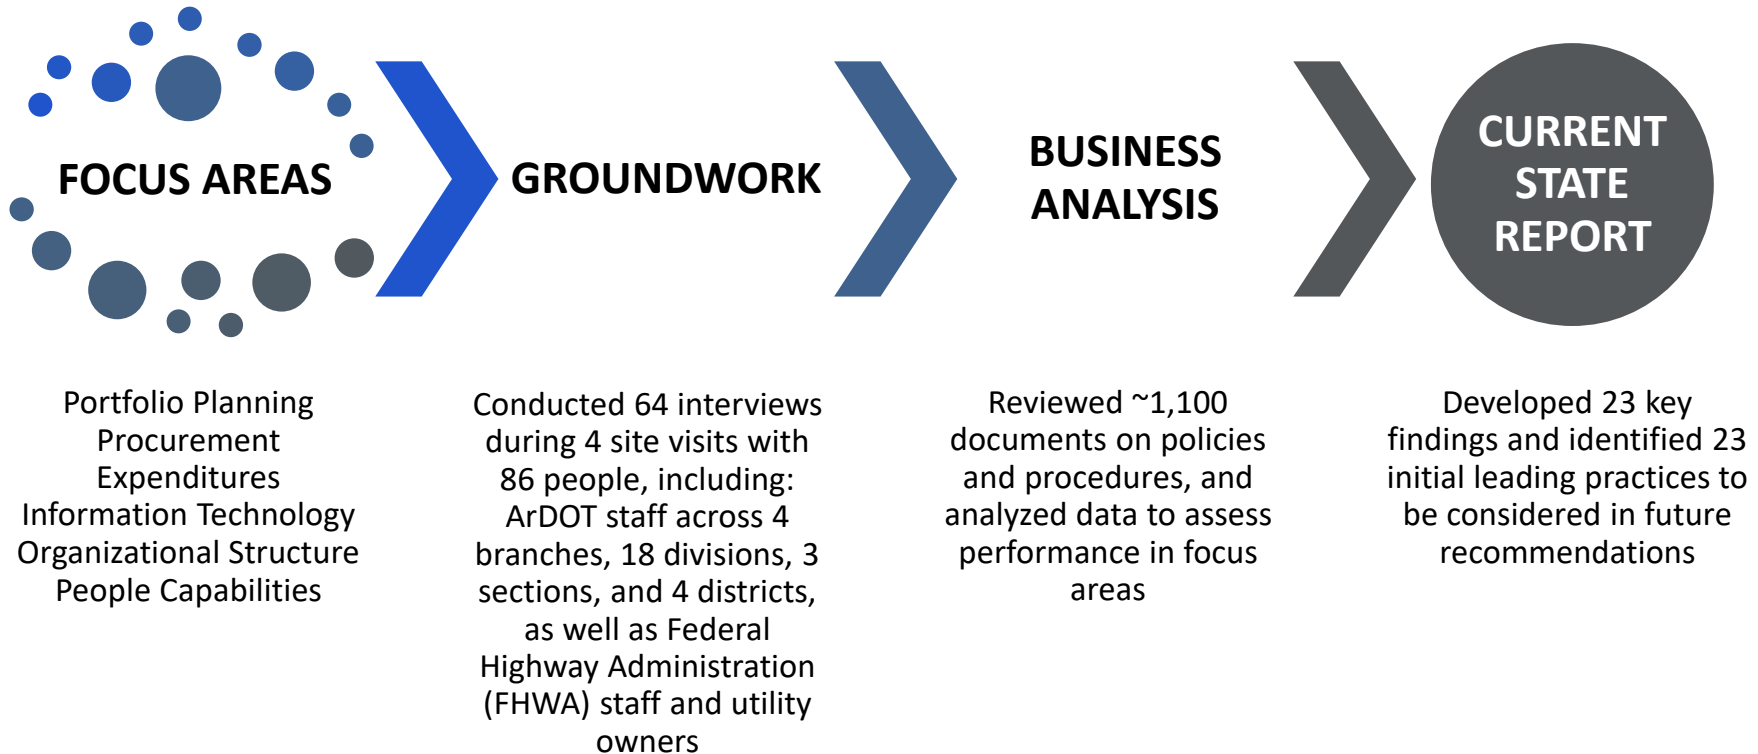 FOCUS AREAS
GROUNDWORK
BUSINESS
ANALYSIS
CURRENT
STATE
REPORT
Portfolio Planning
Procurement
Expenditures
Information Technology
Organizational Structure
People Capabilities
Conducted 64 interviews
during 4 site visits with
86 people, including:
ArDOT staff across 4
branches, 18 divisions, 3
sections, and 4 districts,
as well as Federal
Highway Administration
(FHWA) staff and utility
owners
Reviewed ~1,100
documents on policies
and procedures, and
analyzed data to assess
performance in focus
areas
Developed 23 key
findings and identified 23
initial leading practices to
be considered in future
recommendations